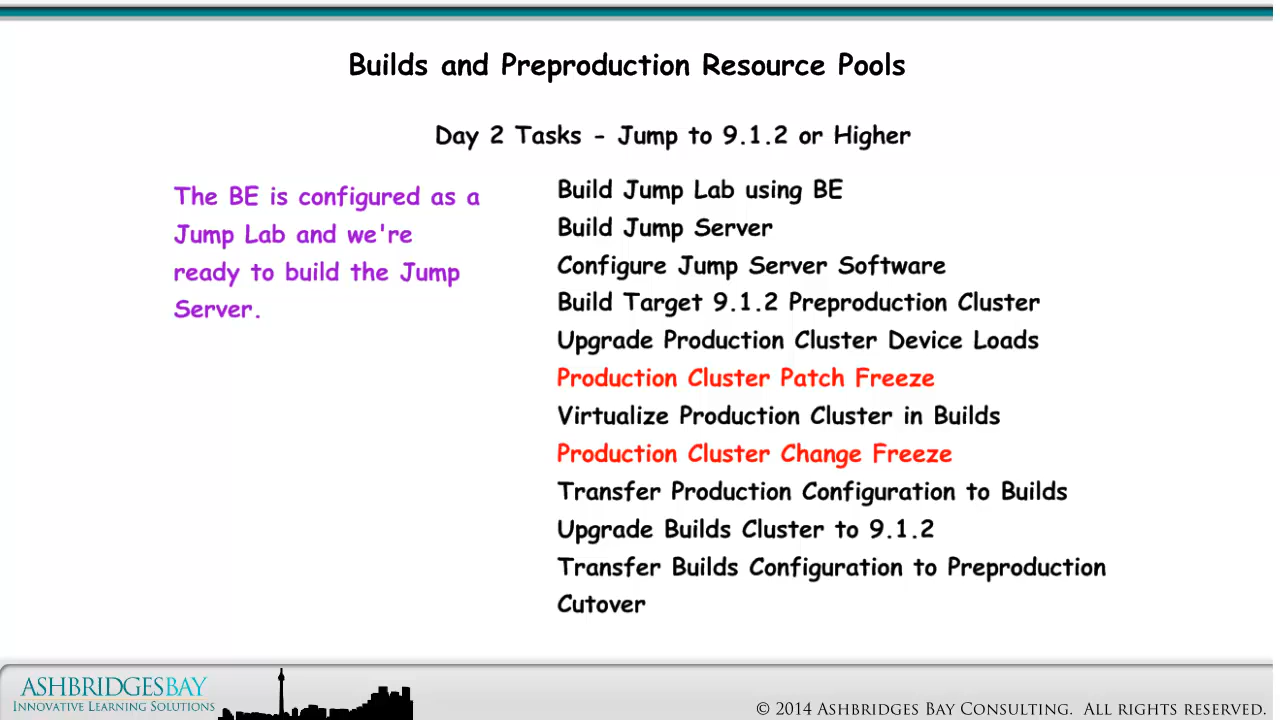 Builds and Preproduction Resource Pools
Day 2 Tasks - Jump to 9.1.2 or Higher
The BE is configured as a
Jump Lab and we're
ready to build the Jump
Server.
Build Jump Lab using BE
Build Jump Server
Configure Jump Server Software
Build Target 9.1.2 Preproduction Cluster
Upgrade Production Cluster Device Loads
Production Cluster Patch Freeze
Virtualize Production Cluster in Builds
Production Cluster Change Freeze
Transfer Production Configuration to Builds
Upgrade Builds Cluster to 9.1.2
Transfer Builds Configuration to Preproduction
Cutover
ASHBRIDGESBAY
INNOVATIVE LEARNING SOLUTIONS
© 2014 ASHBRIDGES BAY CONSULTING. ALL RIGHTS RESERVED.